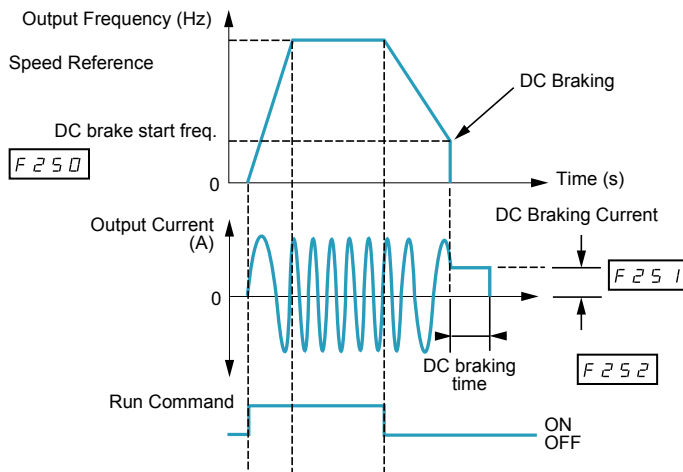 Output Frequency (Hz)
Speed Reference
DC Braking
DC brake start freq.
F250
0
Time (s)
DC Braking Current
Output Current
(A)
F251
0
DC braking
time
F252
Run Command
ON
OFF